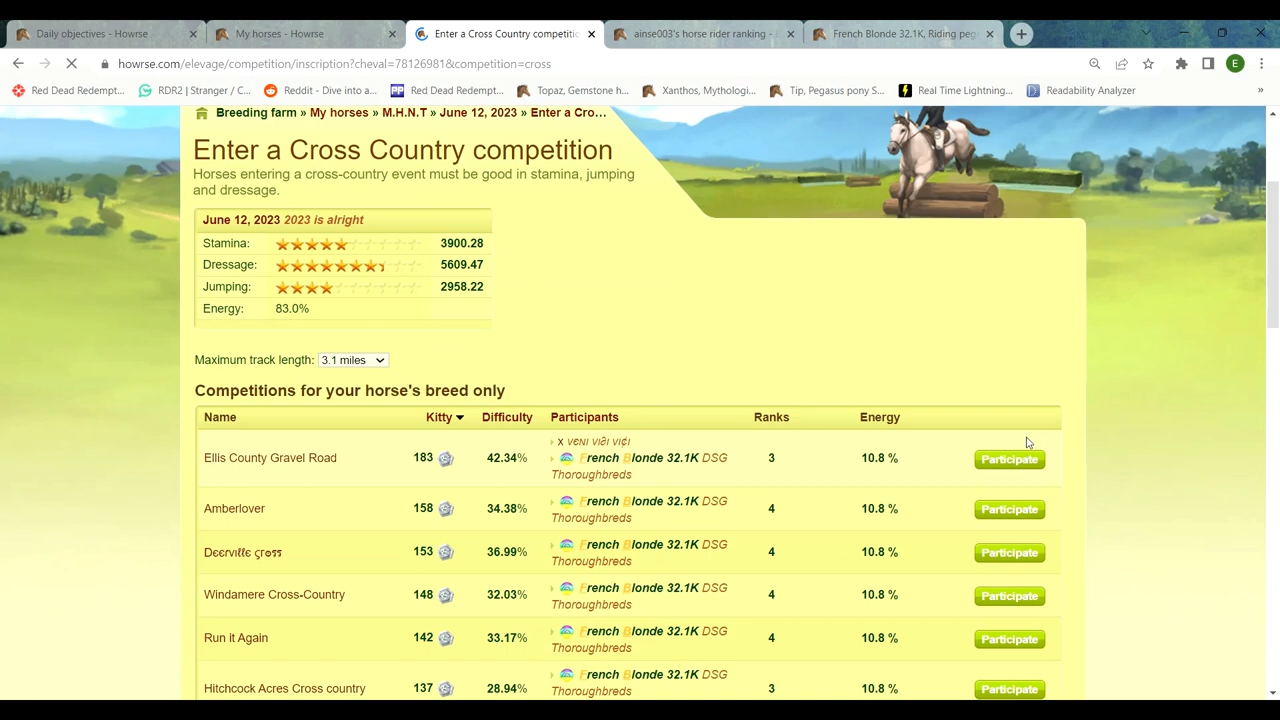 Daily objectives - Howrse
My horses - Howrse
Enter a Cross Country competitic
ainse003's horse rider ranking - E
French Blonde 32.1K, Riding pega
howrse.com/elevage/competition/inscription?cheval=78126981&competition=cross
E
Red Dead Redempt...
RDR2 | Stranger / C...
Reddit - Dive into a...
Red Dead Redempt...
Topaz, Gemstone h...
Xanthos, Mythologi...
Tip, Pegasus pony S...
Real Time Lightning...
Readability Analyzer
»
Breeding farm » My horses » M.H.N.T » June 12, 2023 » Enter a Cro...
Enter a Cross Country competition
Horses entering a cross-country event must be good in stamina, jumping
and dressage.
June 12, 2023 2023 is alright
Stamina: 3900.28
Dressage: 5609.47
Jumping: 2958.22
Energy: 83.0%
Maximum track length: 3.1 miles
Competitions for your horse's breed only
Name Kitty Difficulty Participants Ranks Energy
x vєиι νι∂ι νι¢ι
Ellis County Gravel Road 183 42.34% French Blonde 32.1K DSG 3 10.8 % Participate
Thoroughbreds
Amberlover 158 34.38% French Blonde 32.1K DSG 4 10.8 % Participate
Thoroughbreds
Dєєrvιℓℓє ςrѳss 153 36.99% French Blonde 32.1K DSG 4 10.8 % Participate
Thoroughbreds
Windamere Cross-Country 148 32.03% French Blonde 32.1K DSG 4 10.8 % Participate
Thoroughbreds
Run it Again 142 33.17% French Blonde 32.1K DSG 4 10.8 % Participate
Thoroughbreds
Hitchcock Acres Cross country 137 28.94% French Blonde 32.1K DSG 3 10.8 % Participate
Thoroughbreds